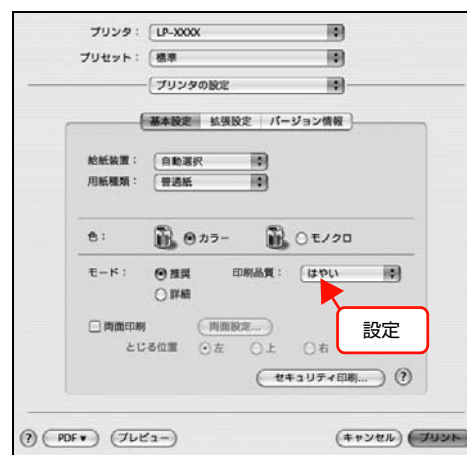 プリンタ： LP-XXXX
プリセット： 標準
プリンタの設定
基本設定 拡張設定 バージョン情報
給紙装置： 自動選択
用紙種類： 普通紙
色： カラー モノクロ
モード： 推奨 印刷品質： はやい
詳細
設定
両面印刷 両面設定...
とじる位置 左 上 右
セキュリティ印刷... ?
? PDF▼ プレビュー キャンセル プリント